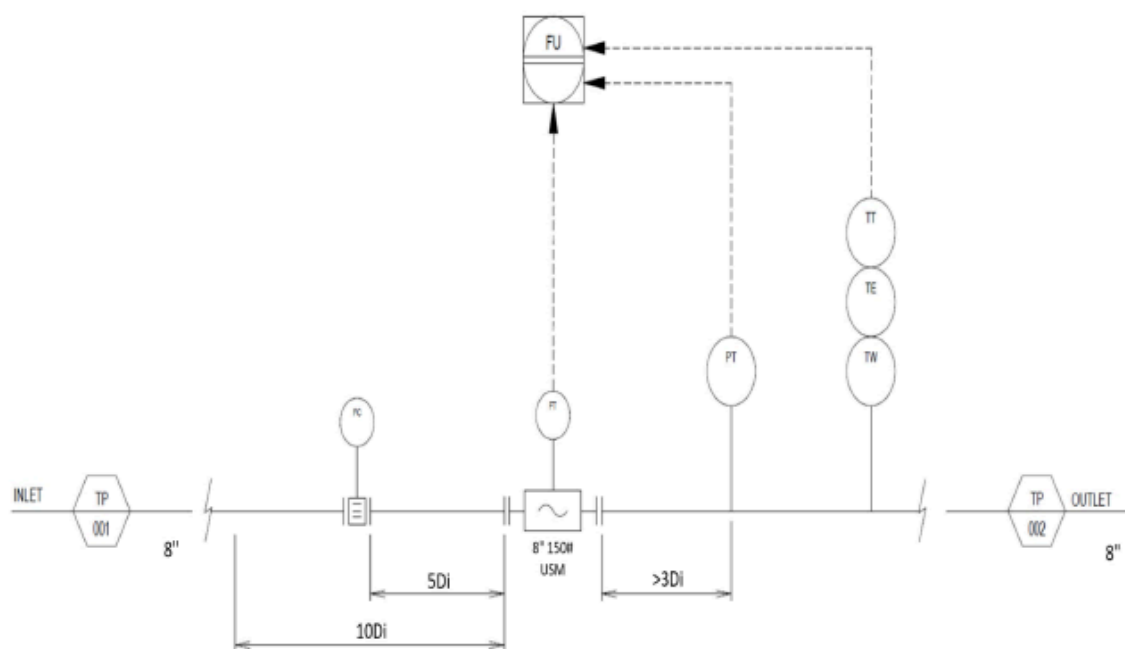 FU
TT
TE
TW
PT
FC
FT
INLET
TP
001
8"
8" 150#
USM
5Di
>3Di
10Di
TP
002
OUTLET
8"